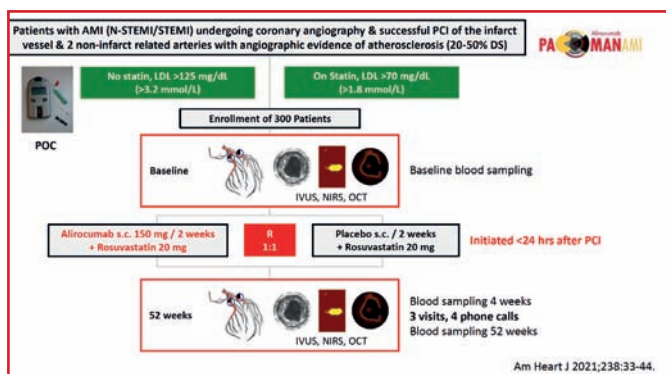 Patients with AMI (N-STEMI/STEMI) undergoing coronary angiography & successful PCI of the infarct
vessel & 2 non-infarct related arteries with angiographic evidence of atherosclerosis (20-50% DS)
Alirocumab
PACMANAMI
No statin, LDL >125 mg/dL
(>3.2 mmol/L)
On Statin, LDL >70 mg/dL
(>1.8 mmol/L)
POC
Enrollment of 300 Patients
Baseline
IVUS, NIRS, OCT
Baseline blood sampling
Alirocumab s.c. 150 mg / 2 weeks
+ Rosuvastatin 20 mg
R
1:1
Placebo s.c. / 2 weeks
+ Rosuvastatin 20 mg
Initiated <24 hrs after PCI
52 weeks
IVUS, NIRS, OCT
Blood sampling 4 weeks
3 visits, 4 phone calls
Blood sampling 52 weeks
Am Heart J 2021;238:33-44.